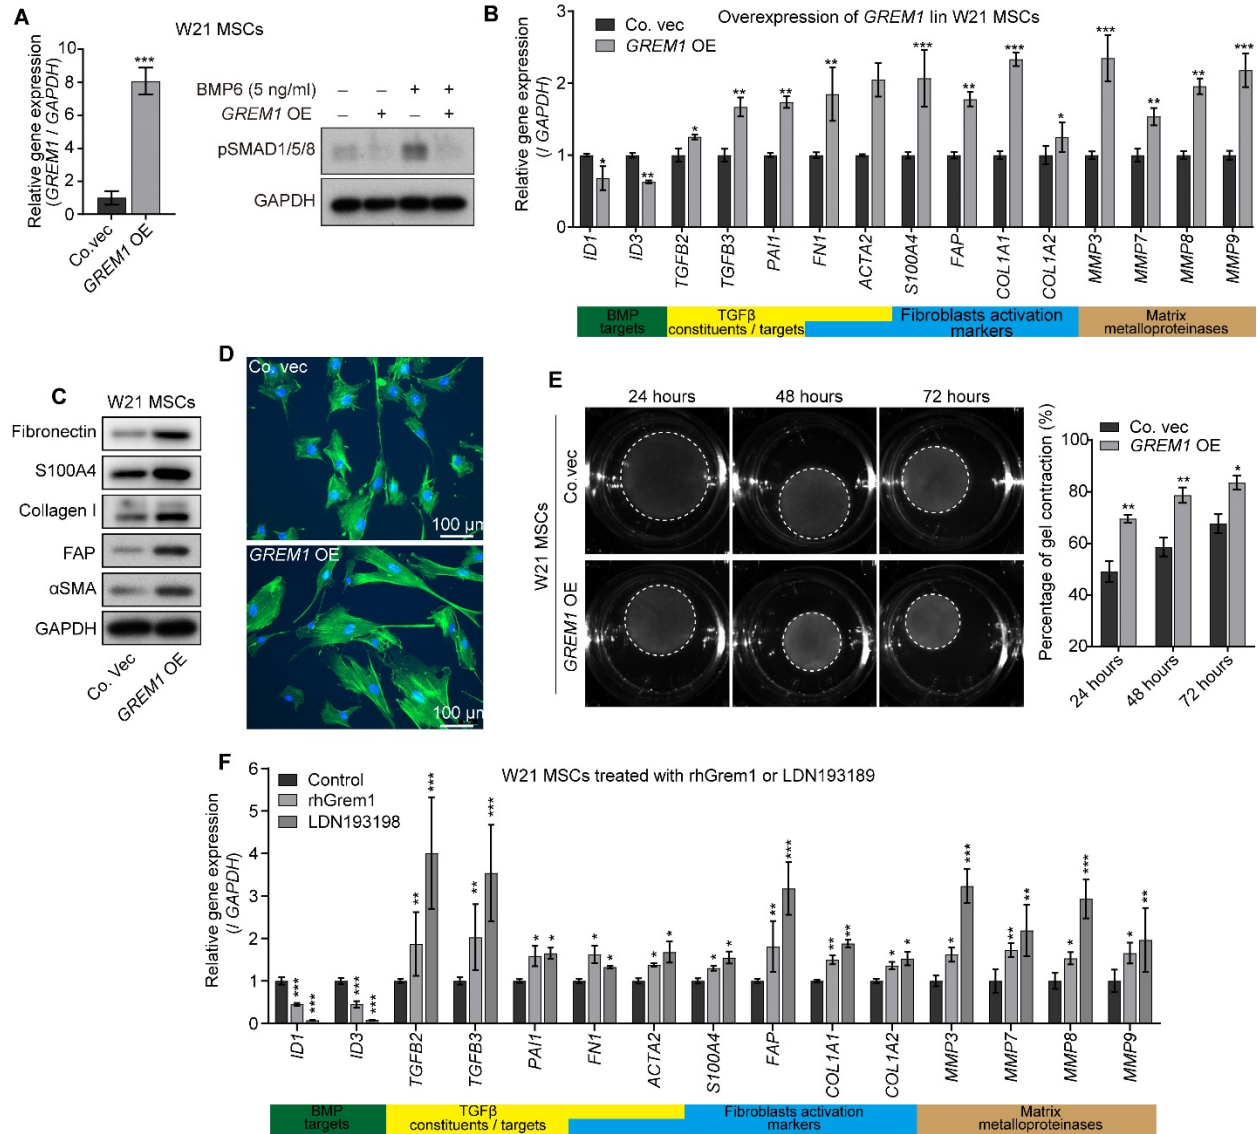 A
W21 MSCs
Relative gene expression
(GREM1 / GAPDH)
10
8
6
4
2
0
***
Co.vec
GREM1 OE
BMP6 (5 ng/ml) – – + +
GREM1 OE – + – +
pSMAD1/5/8
GAPDH
B
Overexpression of GREM1 lin W21 MSCs
Co. vec
GREM1 OE
Relative gene expression
(/ GAPDH)
3
2
1
0
* ** * ** ** ** *** ** *** * *** ** ** ***
ID1 ID3 TGFB2 TGFB3 PAI1 FN1 ACTA2 S100A4 FAP COL1A1 COL1A2 MMP3 MMP7 MMP8 MMP9
BMP
targets
TGFβ
constituents / targets
Fibroblasts activation
markers
Matrix
metalloproteinases
C
W21 MSCs
Fibronectin
S100A4
Collagen I
FAP
αSMA
GAPDH
Co. Vec
GREM1 OE
D
Co. vec
100 µm
GREM1 OE
100 µm
E
24 hours 48 hours 72 hours
W21 MSCs
Co.vec
GREM1 OE
Percentage of gel contraction (%)
100
80
60
40
20
Co. vec
GREM1 OE
** ** *
24 hours 48 hours 72 hours
F
W21 MSCs treated with rhGrem1 or LDN193189
Control
rhGrem1
LDN193198
Relative gene expression
(/ GAPDH)
6
5
4
3
2
1
0
*** *** *** *** ** *** ** *** * * * * * * * * ** *** ** *** * * * *** ** ** * *** * **
ID1 ID3 TGFB2 TGFB3 PAI1 FN1 ACTA2 S100A4 FAP COL1A1 COL1A2 MMP3 MMP7 MMP8 MMP9
BMP
targets
TGFβ
constituents / targets
Fibroblasts activation
markers
Matrix
metalloproteinases